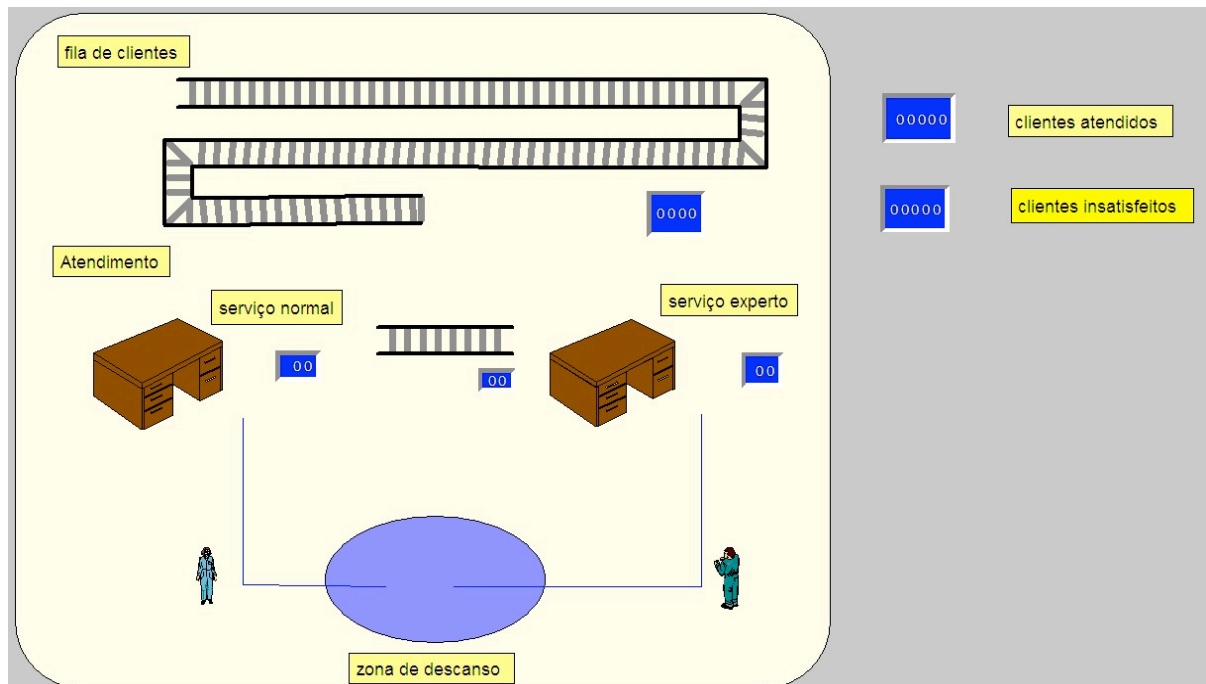 fila de clientes
00000
clientes atendidos
0000
00000
clientes insatisfeitos
Atendimento
serviço normal
serviço experto
00
00
00
zona de descanso